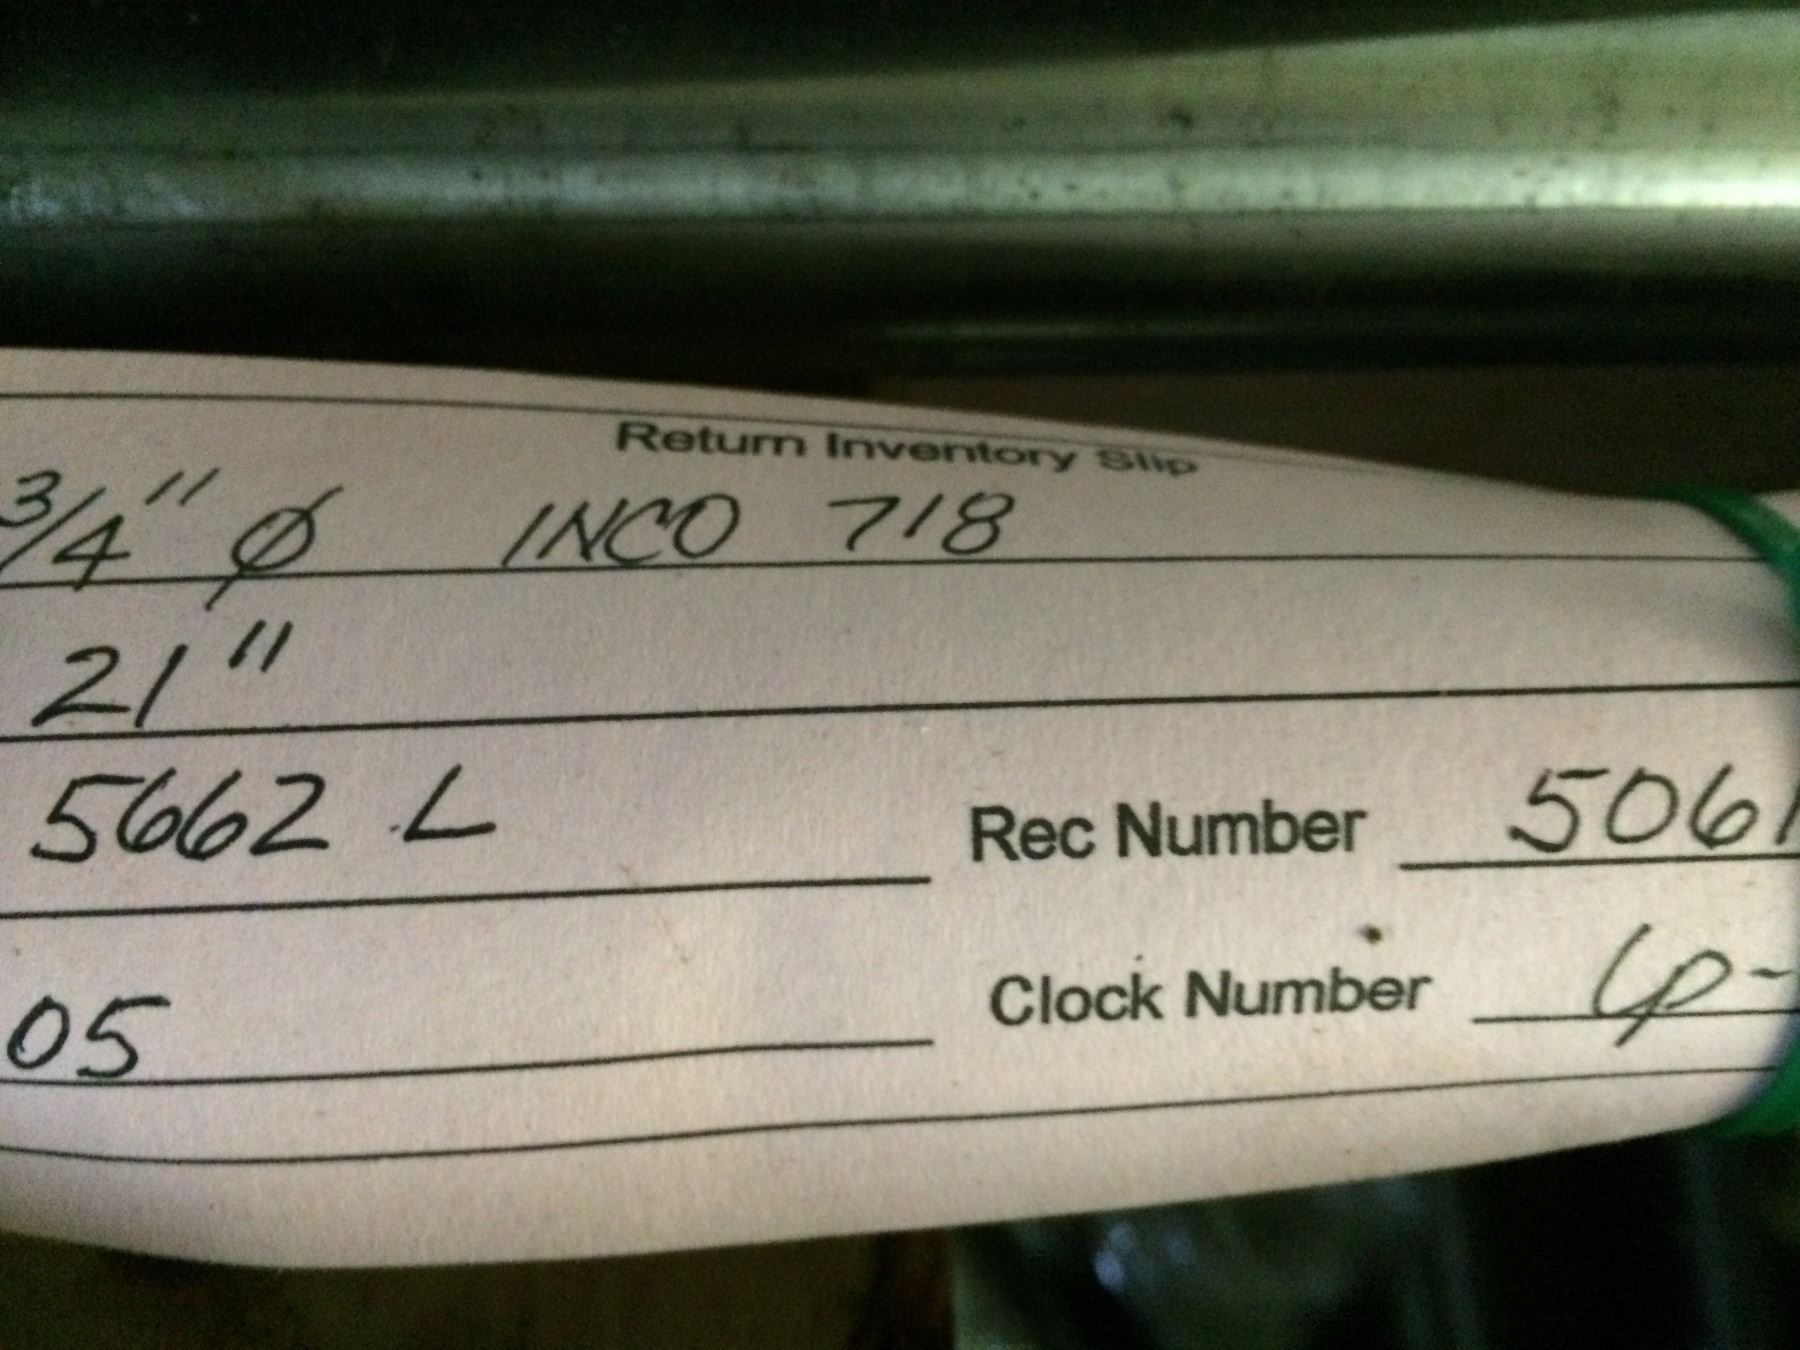 Return Inventory Slip
3/4" Ø INCO 718
21"
5662 L Rec Number 5061
05 Clock Number